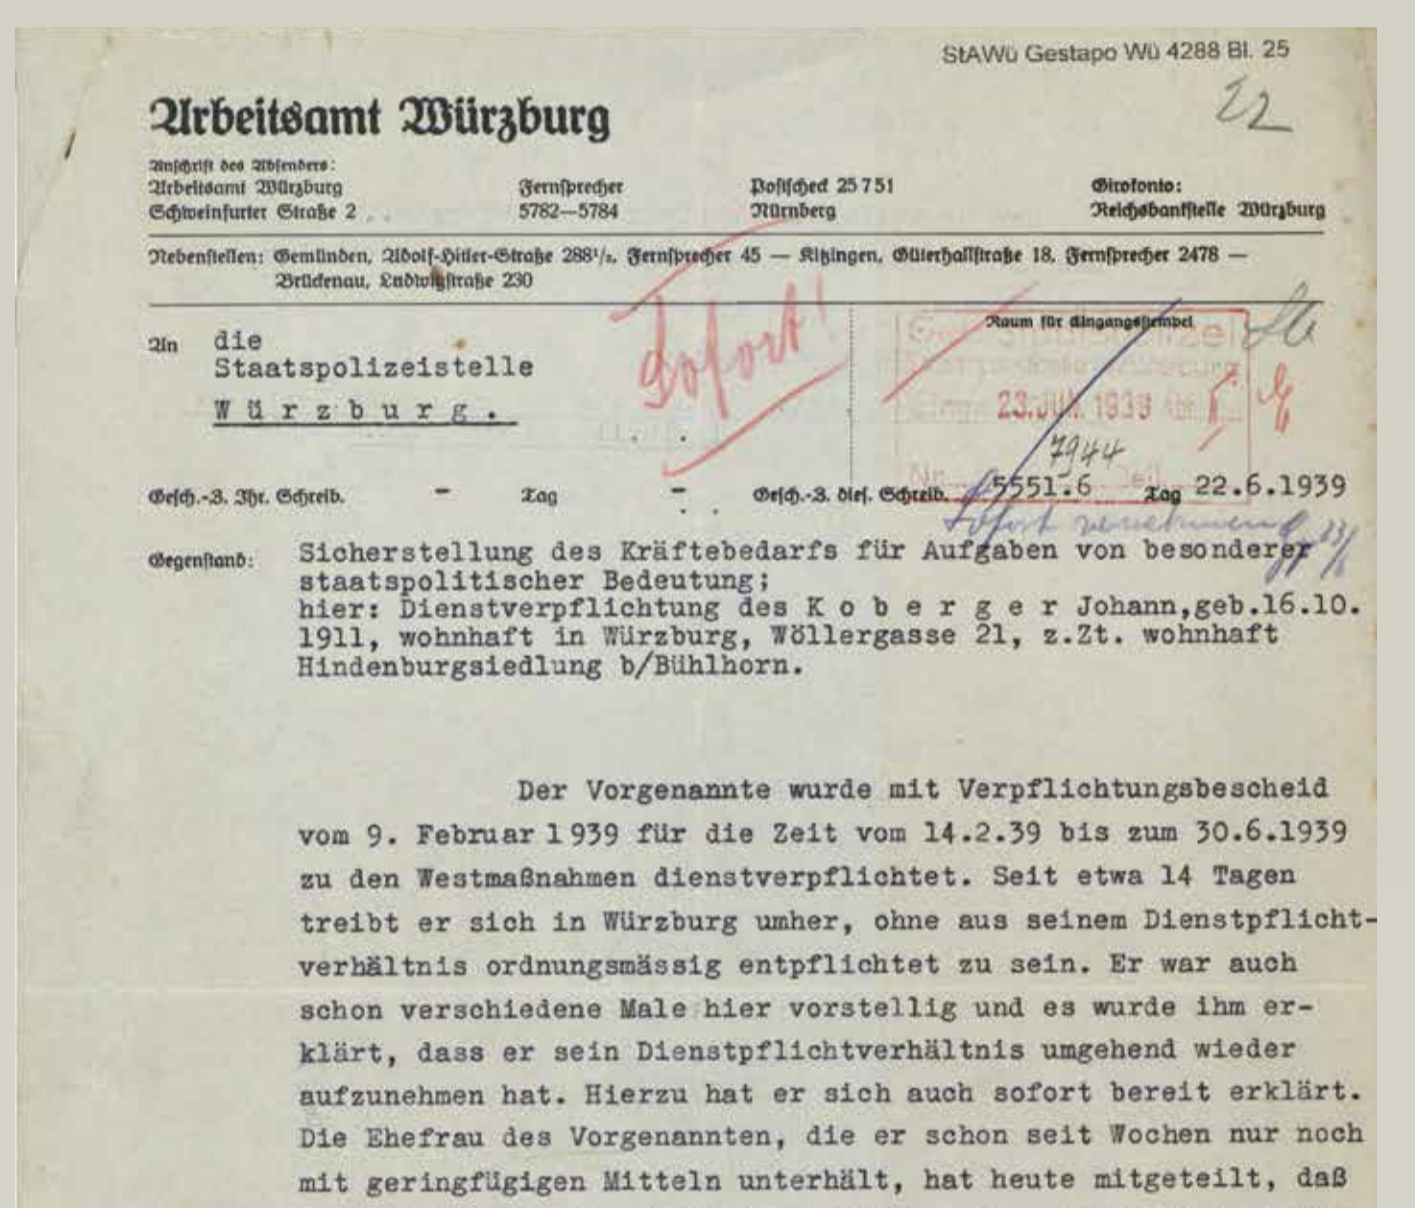 StAWü Gestapo Wü 4288 Bl. 25
22
Arbeitsamt Würzburg
Anschrift des Absenders:
Arbeitsamt Würzburg Fernsprecher Postscheck 25 751 Girokonto:
Schweinfurter Straße 2 5782—5784 Nürnberg Reichsbankstelle Würzburg
Nebenstellen: Gemünden, Adolf-Hitler-Straße 288¹/₂, Fernsprecher 45 — Kitzingen, Güterhallstraße 18, Fernsprecher 2478 —
Brückenau, Ludwigstraße 230
Sofort!
Raum für Eingangsstempel
An die
Staatspolizeistelle
Würzburg.
23. JUN. 1939
7944
Gesch.-Z. Ihr. Schreib. - Tag - Gesch.-Z. dies. Schreib. 5551.6 Tag 22.6.1939
Sofort vernehmen 23/6
Gegenstand: Sicherstellung des Kräftebedarfs für Aufgaben von besonderer
staatspolitischer Bedeutung;
hier: Dienstverpflichtung des K o b e r g e r Johann,geb.16.10.
1911, wohnhaft in Würzburg, Wöllergasse 21, z.Zt. wohnhaft
Hindenburgsiedlung b/Bühlhorn.
Der Vorgenannte wurde mit Verpflichtungsbescheid
vom 9. Februar 1939 für die Zeit vom 14.2.39 bis zum 30.6.1939
zu den Westmaßnahmen dienstverpflichtet. Seit etwa 14 Tagen
treibt er sich in Würzburg umher, ohne aus seinem Dienstpflicht-
verhältnis ordnungsmässig entpflichtet zu sein. Er war auch
schon verschiedene Male hier vorstellig und es wurde ihm er-
klärt, dass er sein Dienstpflichtverhältnis umgehend wieder
aufzunehmen hat. Hierzu hat er sich auch sofort bereit erklärt.
Die Ehefrau des Vorgenannten, die er schon seit Wochen nur noch
mit geringfügigen Mitteln unterhält, hat heute mitgeteilt, daß